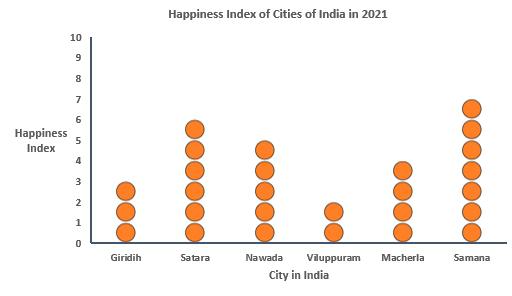 Happiness Index of Cities of India in 2021
10
9
8
7
6
5
4
3
2
1
0
Happiness
Index
Giridih Satara Nawada Viluppuram Macherla Samana
City in India